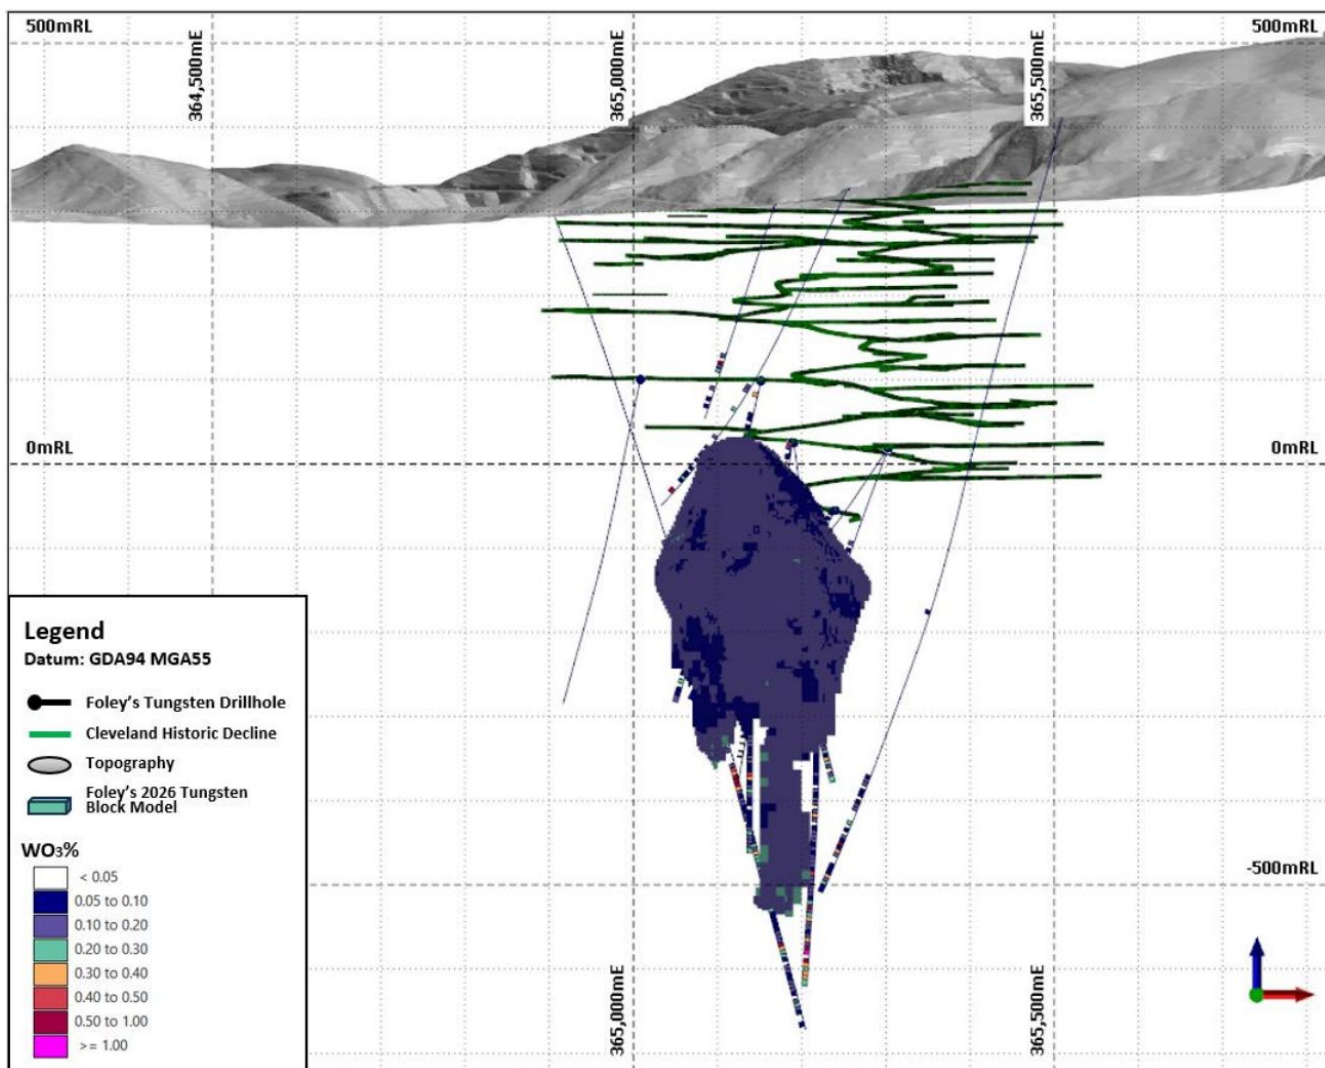 500mRL
500mRL
364,500mE
365,000mE
365,500mE
0mRL
0mRL
-500mRL
365,000mE
365,500mE
Legend
Datum: GDA94 MGA55
Foley's Tungsten Drillhole
Cleveland Historic Decline
Topography
Foley's 2026 Tungsten
Block Model
WO₃%
< 0.05
0.05 to 0.10
0.10 to 0.20
0.20 to 0.30
0.30 to 0.40
0.40 to 0.50
0.50 to 1.00
>= 1.00